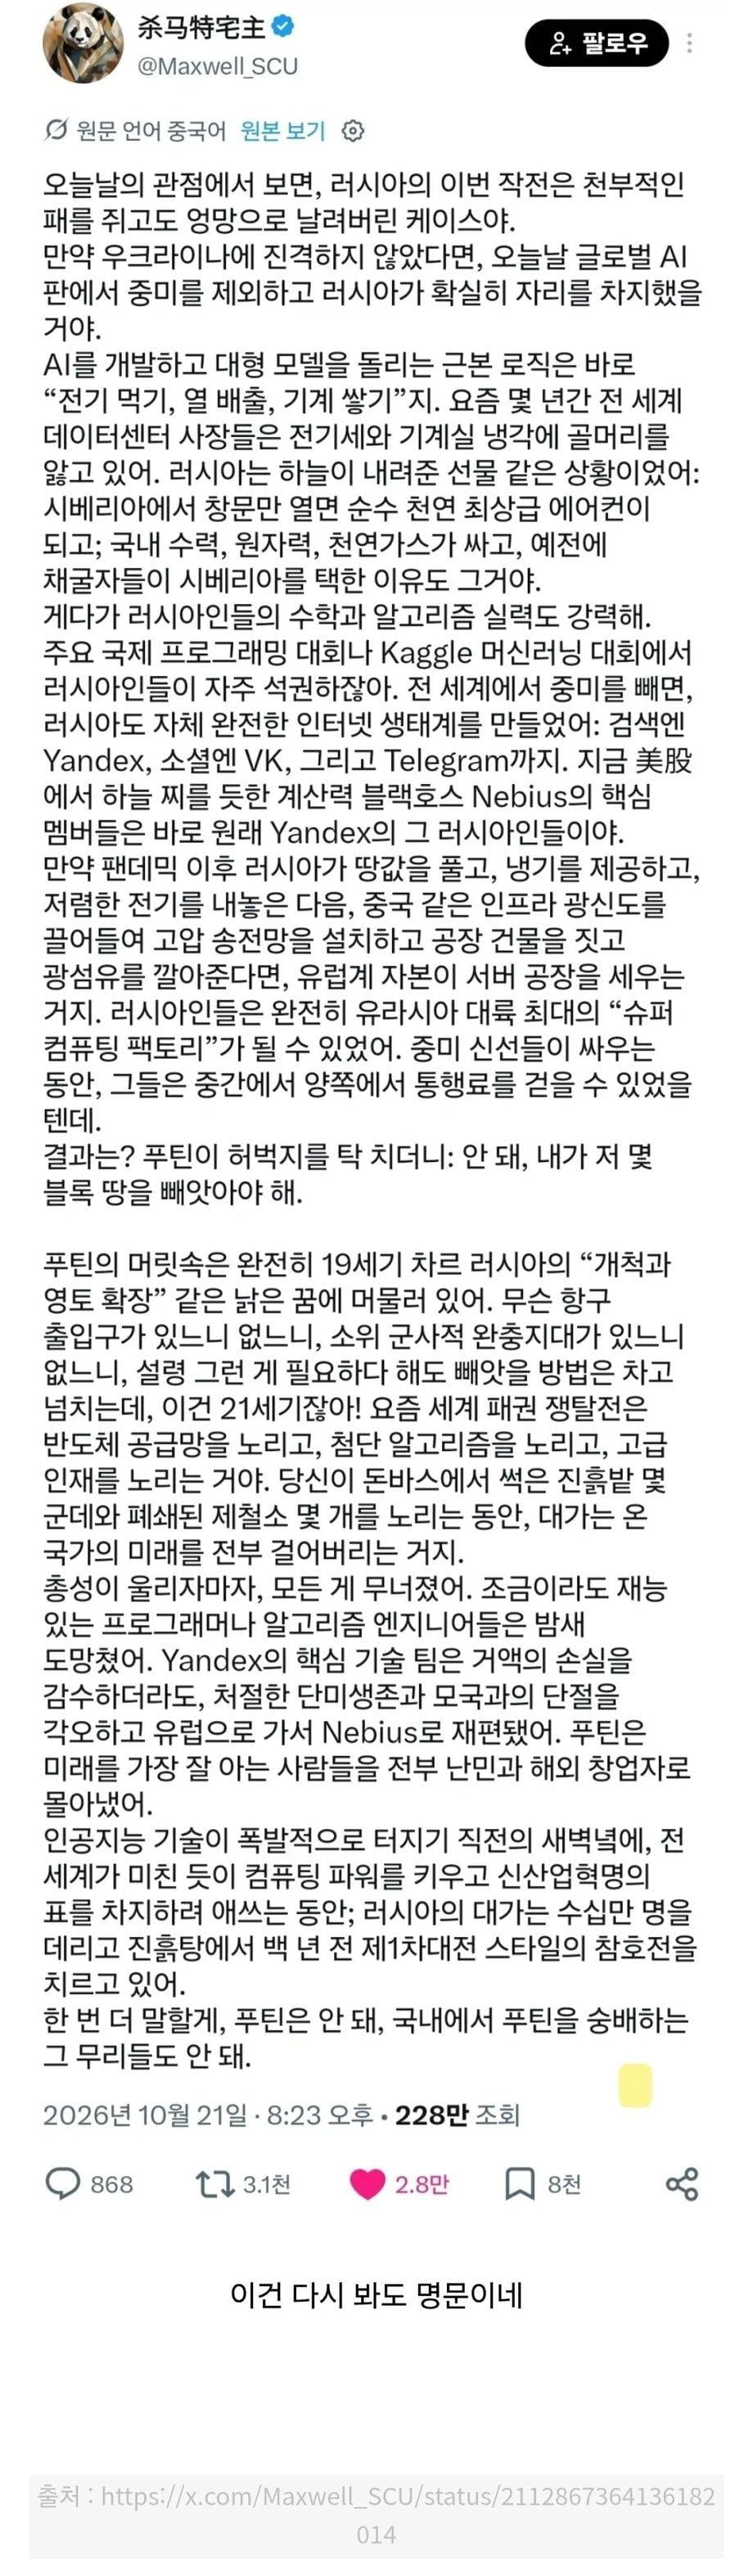 杀马特宅主
@Maxwell_SCU
팔로우
원문 언어 중국어 원본 보기
오늘날의 관점에서 보면, 러시아의 이번 작전은 천부적인
패를 쥐고도 엉망으로 날려버린 케이스야.
만약 우크라이나에 진격하지 않았다면, 오늘날 글로벌 AI
판에서 중미를 제외하고 러시아가 확실히 자리를 차지했을
거야.
AI를 개발하고 대형 모델을 돌리는 근본 로직은 바로
“전기 먹기, 열 배출, 기계 쌓기”지. 요즘 몇 년간 전 세계
데이터센터 사장들은 전기세와 기계실 냉각에 골머리를
앓고 있어. 러시아는 하늘이 내려준 선물 같은 상황이었어:
시베리아에서 창문만 열면 순수 천연 최상급 에어컨이
되고; 국내 수력, 원자력, 천연가스가 싸고, 예전에
채굴자들이 시베리아를 택한 이유도 그거야.
게다가 러시아인들의 수학과 알고리즘 실력도 강력해.
주요 국제 프로그래밍 대회나 Kaggle 머신러닝 대회에서
러시아인들이 자주 석권하잖아. 전 세계에서 중미를 빼면,
러시아도 자체 완전한 인터넷 생태계를 만들었어: 검색엔
Yandex, 소셜엔 VK, 그리고 Telegram까지. 지금 美股
에서 하늘 찌를 듯한 계산력 블랙호스 Nebius의 핵심
멤버들은 바로 원래 Yandex의 그 러시아인들이야.
만약 팬데믹 이후 러시아가 땅값을 풀고, 냉기를 제공하고,
저렴한 전기를 내놓은 다음, 중국 같은 인프라 광신도를
끌어들여 고압 송전망을 설치하고 공장 건물을 짓고
광섬유를 깔아준다면, 유럽계 자본이 서버 공장을 세우는
거지. 러시아인들은 완전히 유라시아 대륙 최대의 “슈퍼
컴퓨팅 팩토리”가 될 수 있었어. 중미 신선들이 싸우는
동안, 그들은 중간에서 양쪽에서 통행료를 걷을 수 있었을
텐데.
결과는? 푸틴이 허벅지를 탁 치더니: 안 돼, 내가 저 몇
블록 땅을 빼앗아야 해.
푸틴의 머릿속은 완전히 19세기 차르 러시아의 “개척과
영토 확장” 같은 낡은 꿈에 머물러 있어. 무슨 항구
출입구가 있느니 없느니, 소위 군사적 완충지대가 있느니
없느니, 설령 그런 게 필요하다 해도 빼앗을 방법은 차고
넘치는데, 이건 21세기잖아! 요즘 세계 패권 쟁탈전은
반도체 공급망을 노리고, 첨단 알고리즘을 노리고, 고급
인재를 노리는 거야. 당신이 돈바스에서 썩은 진흙밭 몇
군데와 폐쇄된 제철소 몇 개를 노리는 동안, 대가는 온
국가의 미래를 전부 걸어버리는 거지.
총성이 울리자마자, 모든 게 무너졌어. 조금이라도 재능
있는 프로그래머나 알고리즘 엔지니어들은 밤새
도망쳤어. Yandex의 핵심 기술 팀은 거액의 손실을
감수하더라도, 처절한 단미생존과 모국과의 단절을
각오하고 유럽으로 가서 Nebius로 재편됐어. 푸틴은
미래를 가장 잘 아는 사람들을 전부 난민과 해외 창업자로
몰아냈어.
인공지능 기술이 폭발적으로 터지기 직전의 새벽녘에, 전
세계가 미친 듯이 컴퓨팅 파워를 키우고 신산업혁명의
표를 차지하려 애쓰는 동안; 러시아의 대가는 수십만 명을
데리고 진흙탕에서 백 년 전 제1차대전 스타일의 참호전을
치르고 있어.
한 번 더 말할게, 푸틴은 안 돼, 국내에서 푸틴을 숭배하는
그 무리들도 안 돼.
2026년 10월 21일 · 8:23 오후 • 228만 조회
868 3.1천 2.8만 8천
이건 다시 봐도 명문이네
출처 : https://x.com/Maxwell_SCU/status/2112867364136182
014